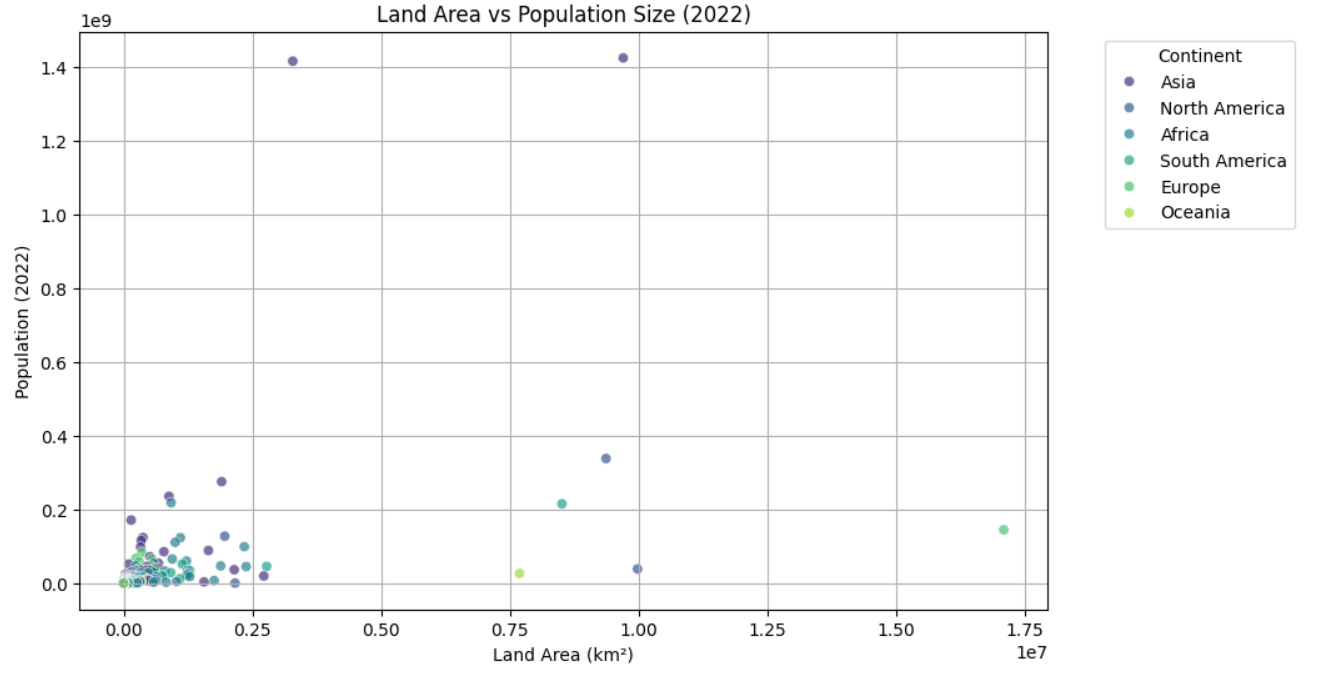 Land Area vs Population Size (2022)
1e9
1.4
1.2
1.0
0.8
0.6
0.4
0.2
0.0
Population (2022)
0.00 0.25 0.50 0.75 1.00 1.25 1.50 1.75
1e7
Land Area (km²)
Continent
Asia
North America
Africa
South America
Europe
Oceania